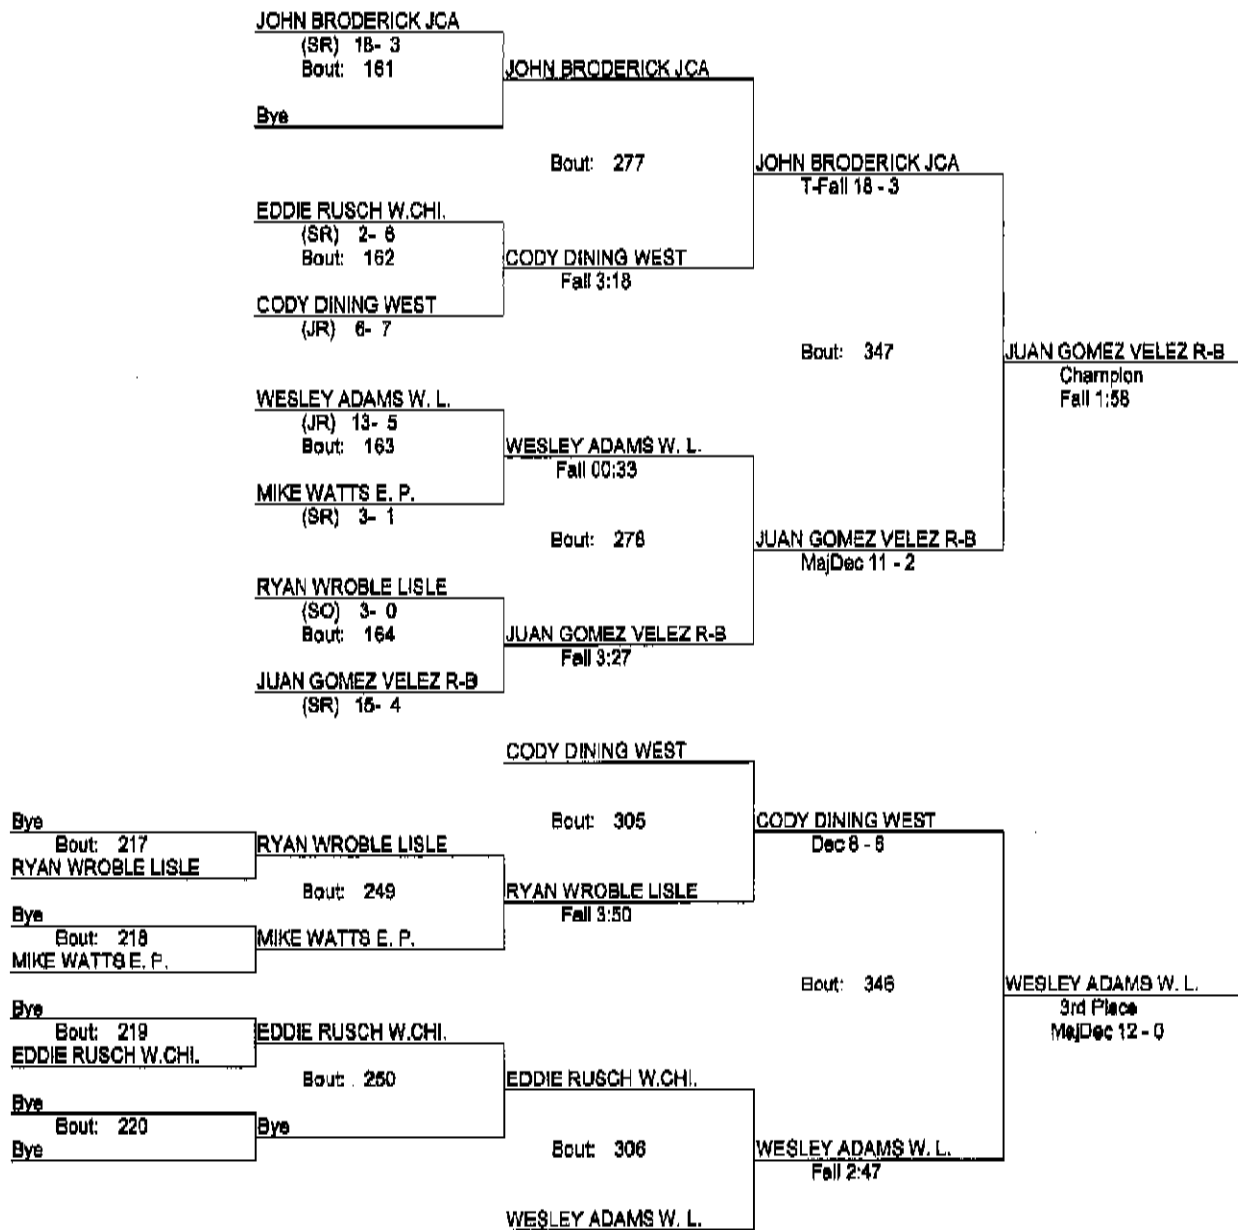 JOHN BRODERICK JCA
(SR) 18- 3
Bout: 161
JOHN BRODERICK JCA
Bye
Bout: 277
JOHN BRODERICK JCA
T-Fall 18 - 3
EDDIE RUSCH W.CHI.
(SR) 2- 6
Bout: 162
CODY DINING WEST
Fall 3:18
CODY DINING WEST
(JR) 6- 7
Bout: 347
JUAN GOMEZ VELEZ R-B
Champion
Fall 1:58
WESLEY ADAMS W. L.
(JR) 13- 5
Bout: 163
WESLEY ADAMS W. L.
Fall 00:33
MIKE WATTS E. P.
(SR) 3- 1
Bout: 278
JUAN GOMEZ VELEZ R-B
MajDec 11 - 2
RYAN WROBLE LISLE
(SO) 3- 0
Bout: 164
JUAN GOMEZ VELEZ R-B
Fall 3:27
JUAN GOMEZ VELEZ R-B
(SR) 15- 4
CODY DINING WEST
Bye
Bout: 217
RYAN WROBLE LISLE
RYAN WROBLE LISLE
Bout: 305
CODY DINING WEST
Dec 8 - 6
Bout: 249
RYAN WROBLE LISLE
Fall 3:50
Bye
Bout: 218
MIKE WATTS E. P.
MIKE WATTS E. P.
Bout: 346
WESLEY ADAMS W. L.
3rd Place
MajDec 12 - 0
Bye
Bout: 219
EDDIE RUSCH W.CHI.
EDDIE RUSCH W.CHI.
Bout: 250
EDDIE RUSCH W.CHI.
Bye
Bout: 220
Bye
Bye
Bout: 306
WESLEY ADAMS W. L.
Fall 2:47
WESLEY ADAMS W. L.